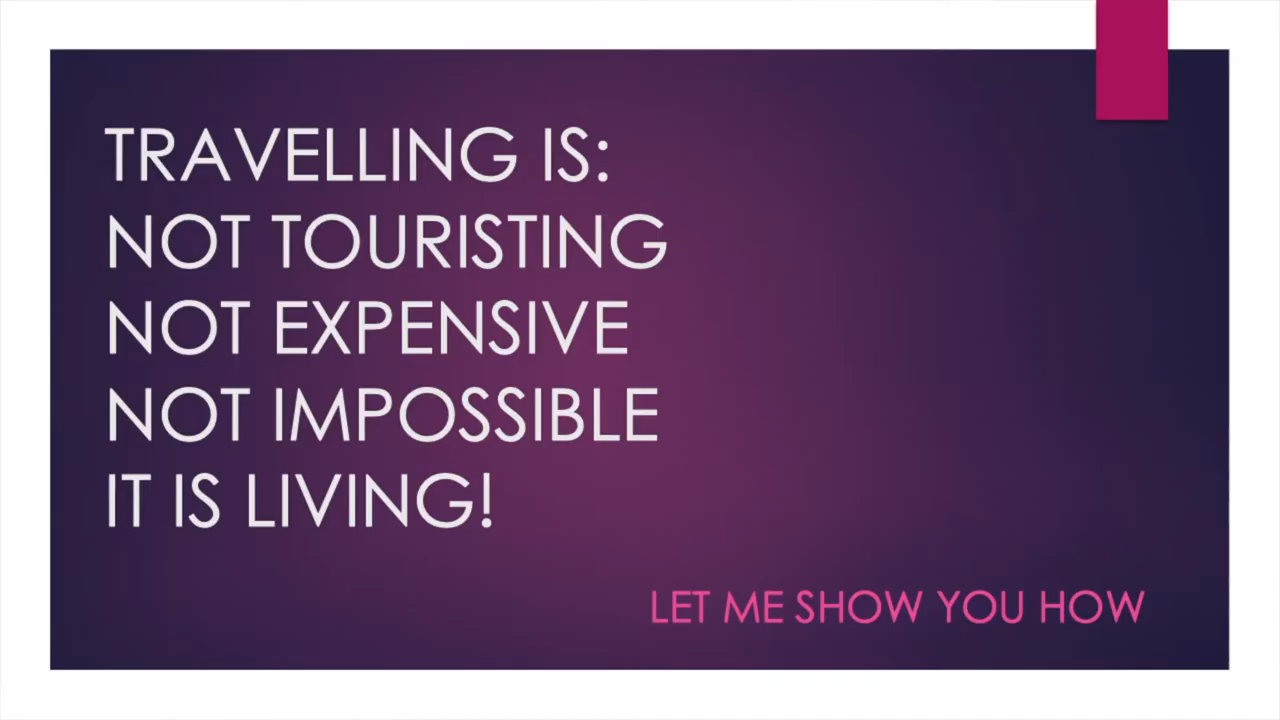 TRAVELLING IS:
NOT TOURISTING
NOT EXPENSIVE
NOT IMPOSSIBLE
IT IS LIVING!
LET ME SHOW YOU HOW